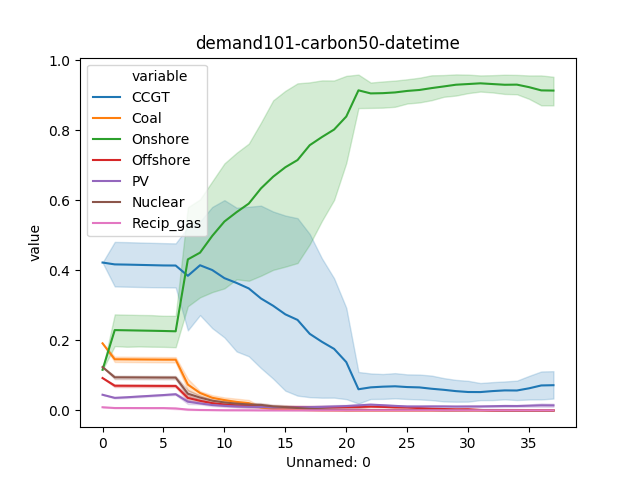 demand101-carbon50-datetime
1.0
0.8
0.6
0.4
0.2
0.0
value
variable
CCGT
Coal
Onshore
Offshore
PV
Nuclear
Recip_gas
0 5 10 15 20 25 30 35
Unnamed: 0